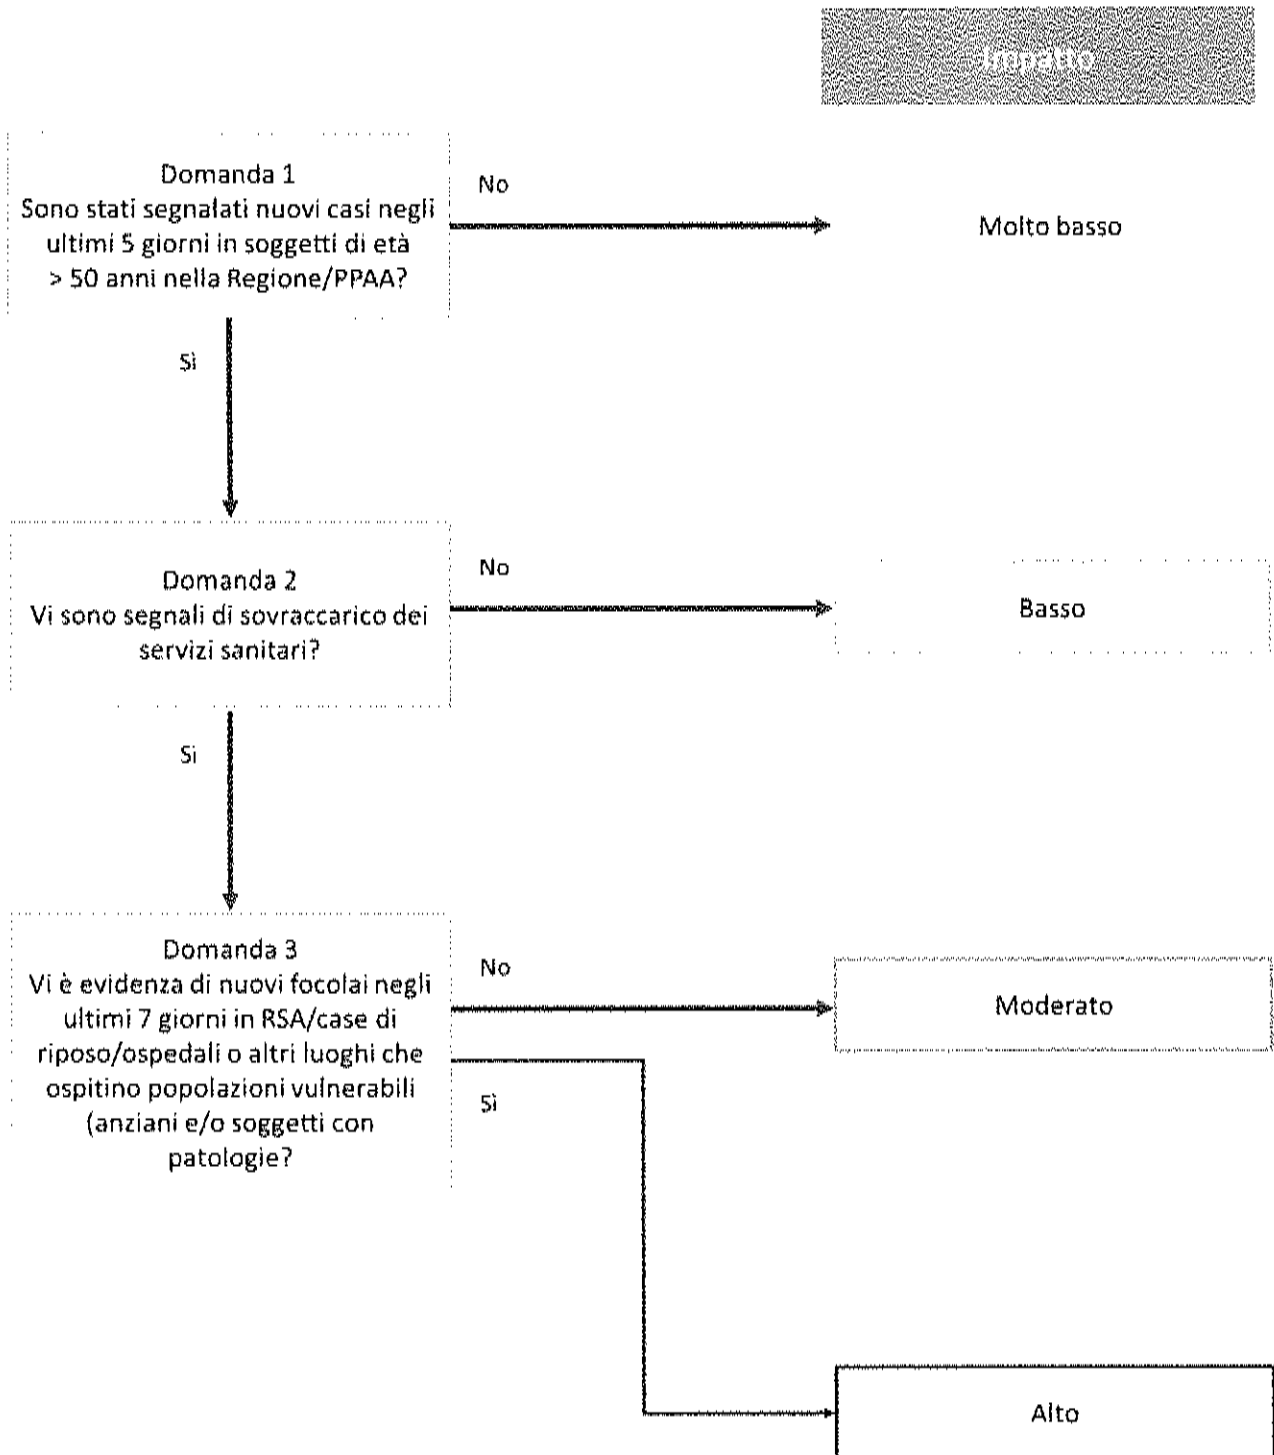 Impatto
Domanda 1
Sono stati segnalati nuovi casi negli
ultimi 5 giorni in soggetti di età
> 50 anni nella Regione/PPAA?
No
Molto basso
Sì
Domanda 2
Vi sono segnali di sovraccarico dei
servizi sanitari?
No
Basso
Sì
Domanda 3
Vi è evidenza di nuovi focolai negli
ultimi 7 giorni in RSA/case di
riposo/ospedali o altri luoghi che
ospitino popolazioni vulnerabili
(anziani e/o soggetti con
patologie?
No
Moderato
Sì
Alto